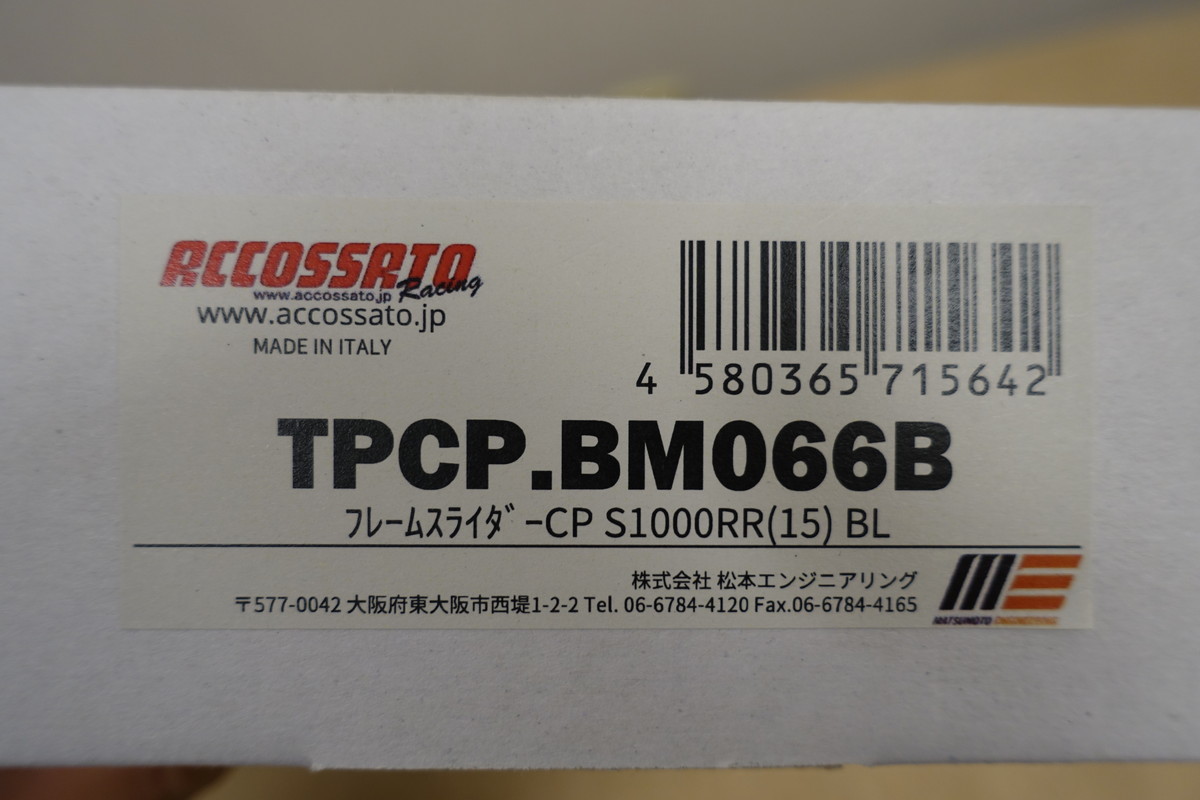 ACCOSSATO
www.accossato.jp Racing
www.accossato.jp
MADE IN ITALY
4 580365 715642
TPCP.BM066B
ﾌﾚｰﾑｽﾗｲﾀﾞｰCP S1000RR(15) BL
株式会社 松本エンジニアリング
〒577-0042 大阪府東大阪市西堤1-2-2 Tel. 06-6784-4120 Fax.06-6784-4165
ME
MATSUMOTO ENGINEERING